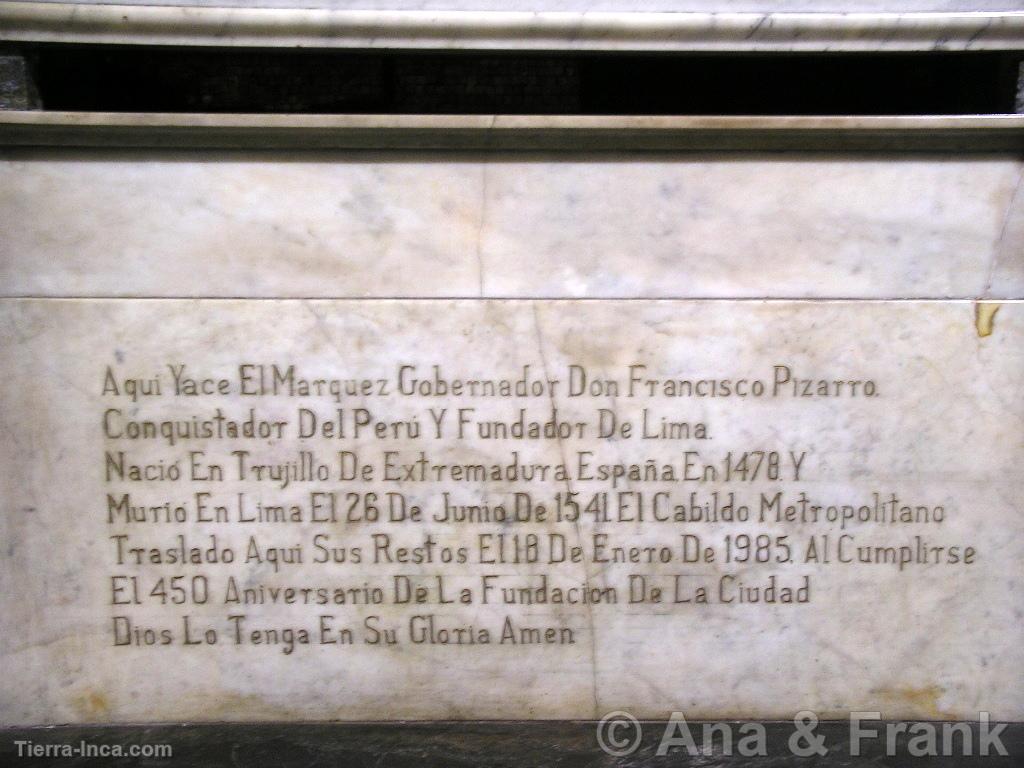 Aqui Yace El Marquez Gobernador Don Francisco Pizarro.
Conquistador Del Perú Y Fundador De Lima.
Nació En Trujillo De Extremadura. España. En 1478. Y
Murió En Lima El 26 De Junio De 1541. El Cabildo Metropolitano
Traslado Aqui Sus Restos El 18 De Enero De 1985. Al Cumplirse
El 450 Aniversario De La Fundacion De La Ciudad
Dios Lo Tenga En Su Gloria Amen.
Tierra-Inca.com
© Ana & Frank